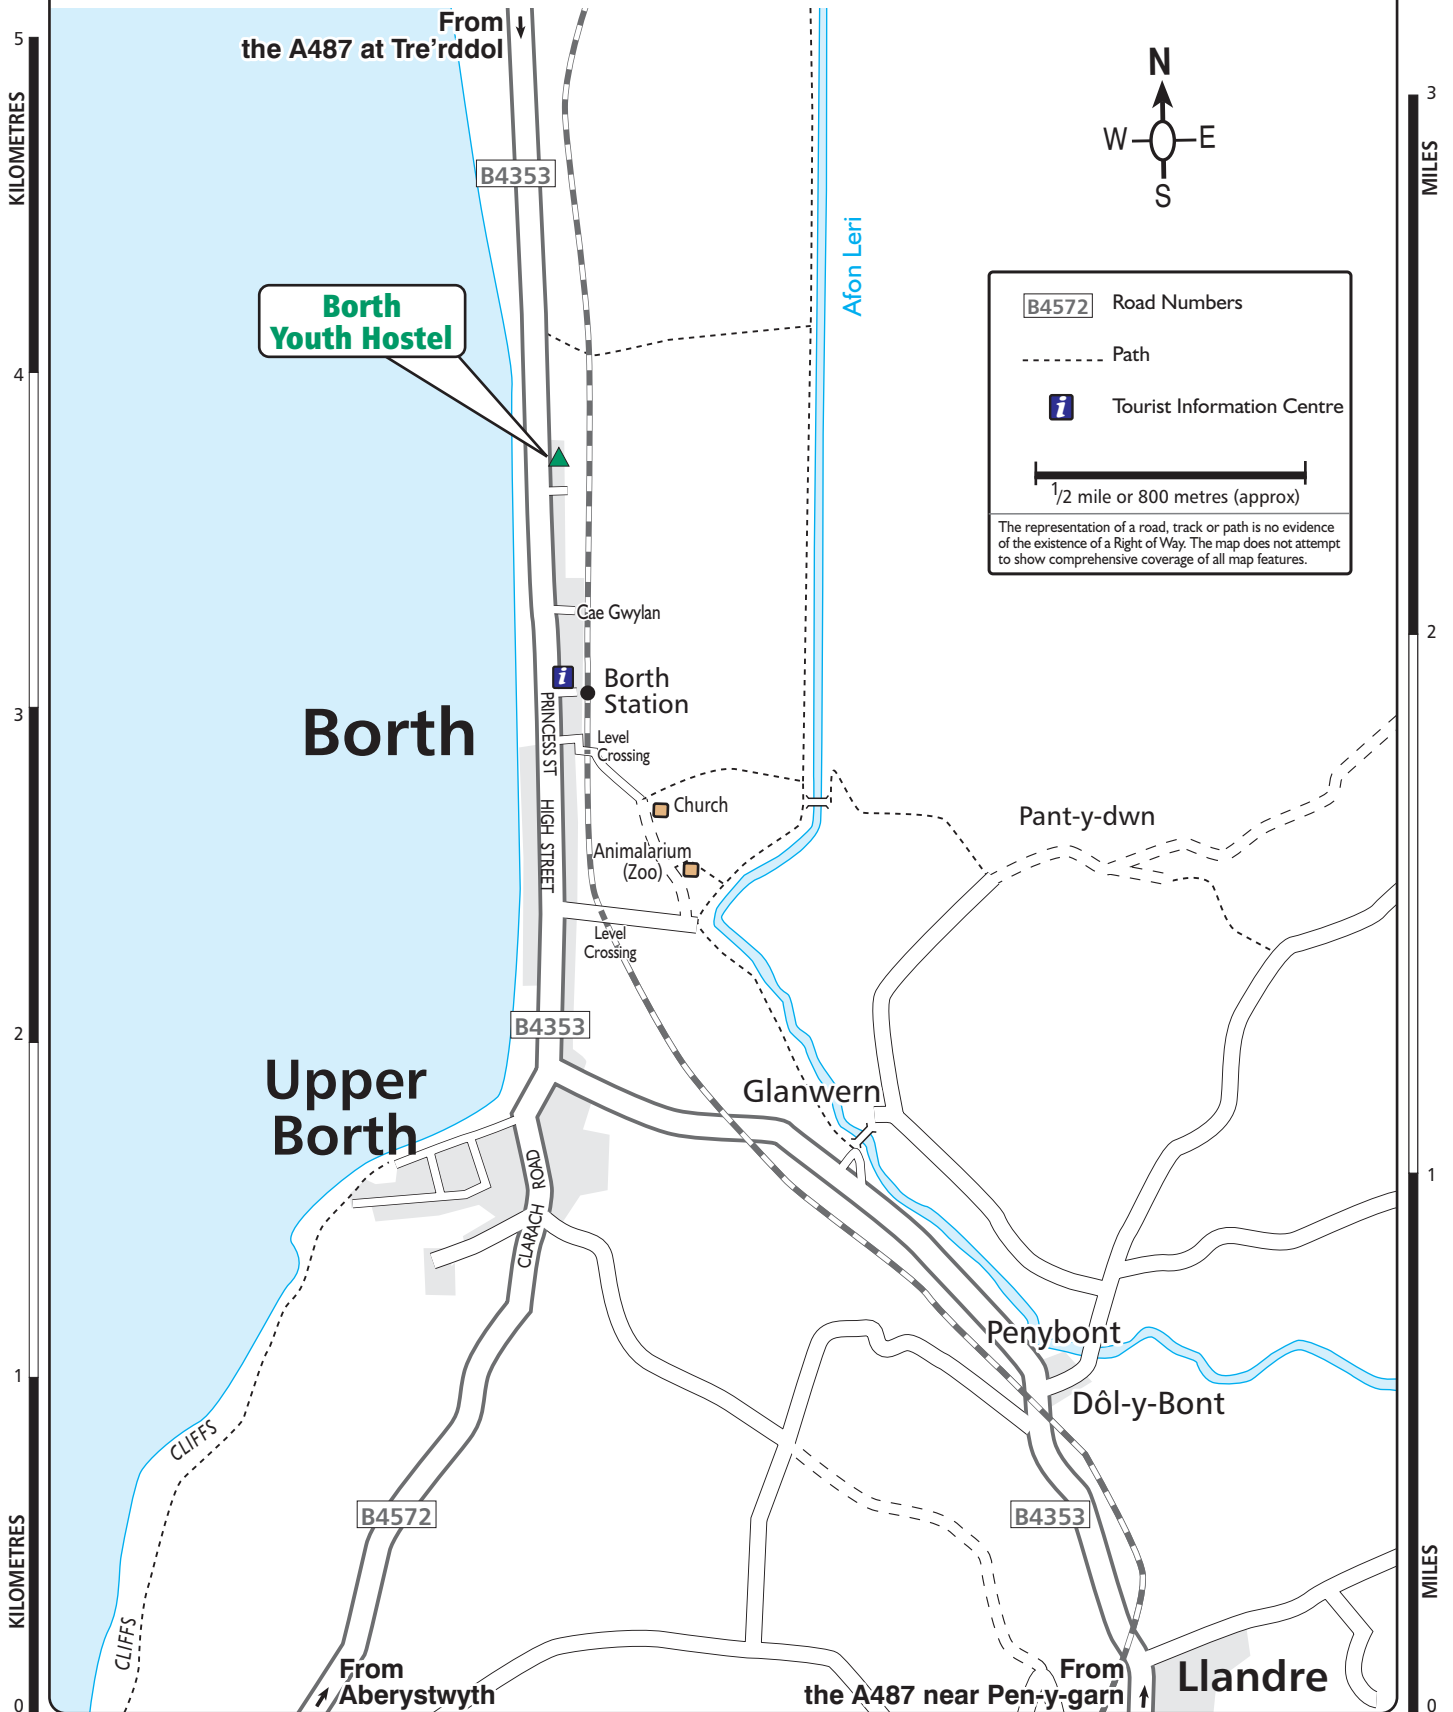 From
the A487 at Tre'rddol
5
KILOMETRES
N
W E
S
3
MILES
B4353
Afon Leri
Borth
Youth Hostel
B4572 Road Numbers
Path
i Tourist Information Centre
1/2 mile or 800 metres (approx)
The representation of a road, track or path is no evidence
of the existence of a Right of Way. The map does not attempt
to show comprehensive coverage of all map features.
4
Cae Gwylan
2
i
Borth
Station
PRINCESS ST
3
Borth
Level
Crossing
HIGH STREET
Church
Pant-y-dwn
Animalarium
(Zoo)
Level
Crossing
B4353
2
Upper
Borth
Glanwern
CLARACH ROAD
1
Penybont
1
Dôl-y-Bont
CLIFFS
B4572
B4353
KILOMETRES
MILES
CLIFFS
From
Aberystwyth
From
the A487 near Pen-y-garn
Llandre
0
0